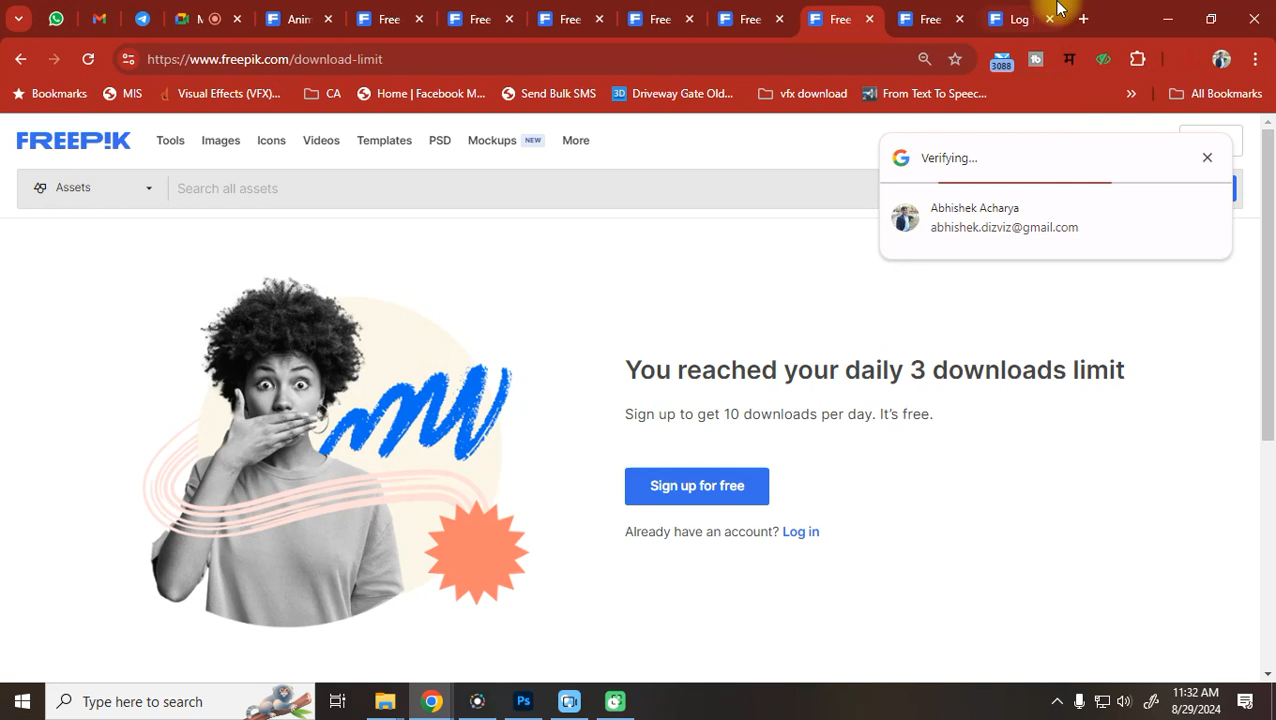 M
Anim
Free
Free
Free
Free
Free
Free
Free
Log
https://www.freepik.com/download-limit
3088
म
Bookmarks
MIS
Visual Effects (VFX)...
CA
Home | Facebook M...
Send Bulk SMS
Driveway Gate Old...
vfx download
From Text To Speec...
»
All Bookmarks
FREEP!K
Tools
Images
Icons
Videos
Templates
PSD
Mockups NEW
More
Assets
Search all assets
Verifying...
Abhishek Acharya
abhishek.dizviz@gmail.com
You reached your daily 3 downloads limit
Sign up to get 10 downloads per day. It's free.
Sign up for free
Already have an account? Log in
Type here to search
Ps
11:32 AM
8/29/2024